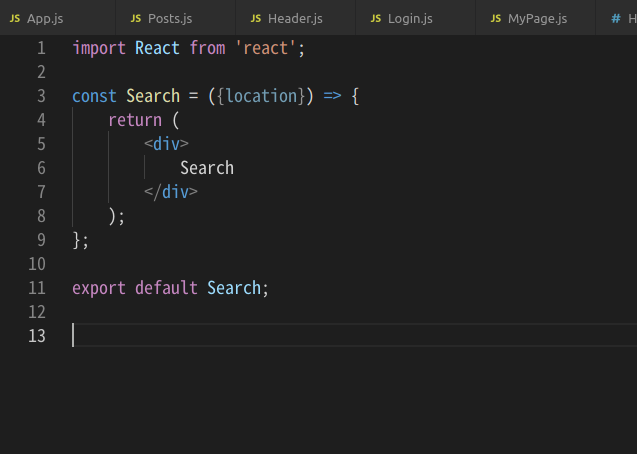 JS App.js JS Posts.js JS Header.js JS Login.js JS MyPage.js # H
1 import React from 'react';
2
3 const Search = ({location}) => {
4 return (
5 <div>
6 Search
7 </div>
8 );
9 };
10
11 export default Search;
12
13